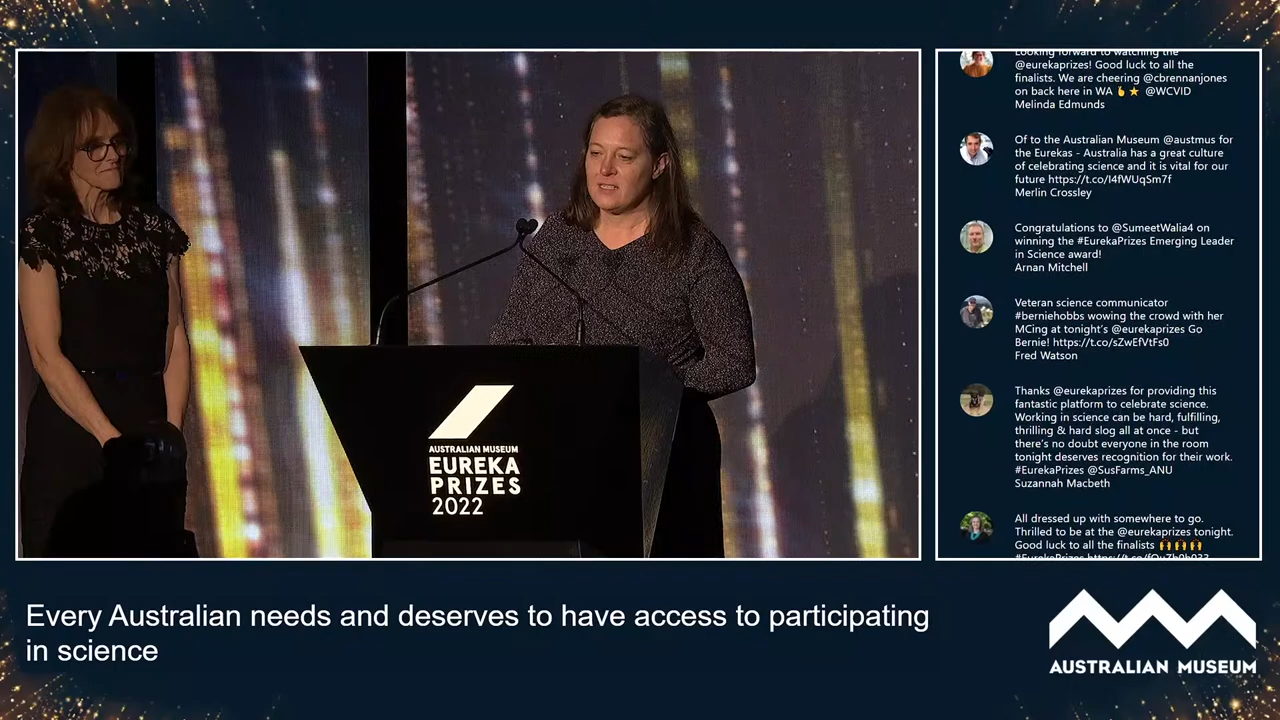 AUSTRALIAN MUSEUM
EUREKA
PRIZES
2022
Looking forward to watching the
@eurekaprizes! Good luck to all the
finalists. We are cheering @cbrennanjones
on back here in WA 🤞⭐ @WCVID
Melinda Edmunds
Of to the Australian Museum @austmus for
the Eurekas - Australia has a great culture
of celebrating science and it is vital for our
future https://t.co/I4fWUqSm7f
Merlin Crossley
Congratulations to @SumeetWalia4 on
winning the #EurekaPrizes Emerging Leader
in Science award!
Arnan Mitchell
Veteran science communicator
#berniehobbs wowing the crowd with her
MCing at tonight's @eurekaprizes Go
Bernie! https://t.co/sZwEfVtFs0
Fred Watson
Thanks @eurekaprizes for providing this
fantastic platform to celebrate science.
Working in science can be hard, fulfilling,
thrilling & hard slog all at once - but
there's no doubt everyone in the room
tonight deserves recognition for their work.
#EurekaPrizes @SusFarms_ANU
Suzannah Macbeth
All dressed up with somewhere to go.
Thrilled to be at the @eurekaprizes tonight.
Good luck to all the finalists 🙌🙌🙌
#EurekaPrizes
Every Australian needs and deserves to have access to participating
in science
AUSTRALIAN MUSEUM